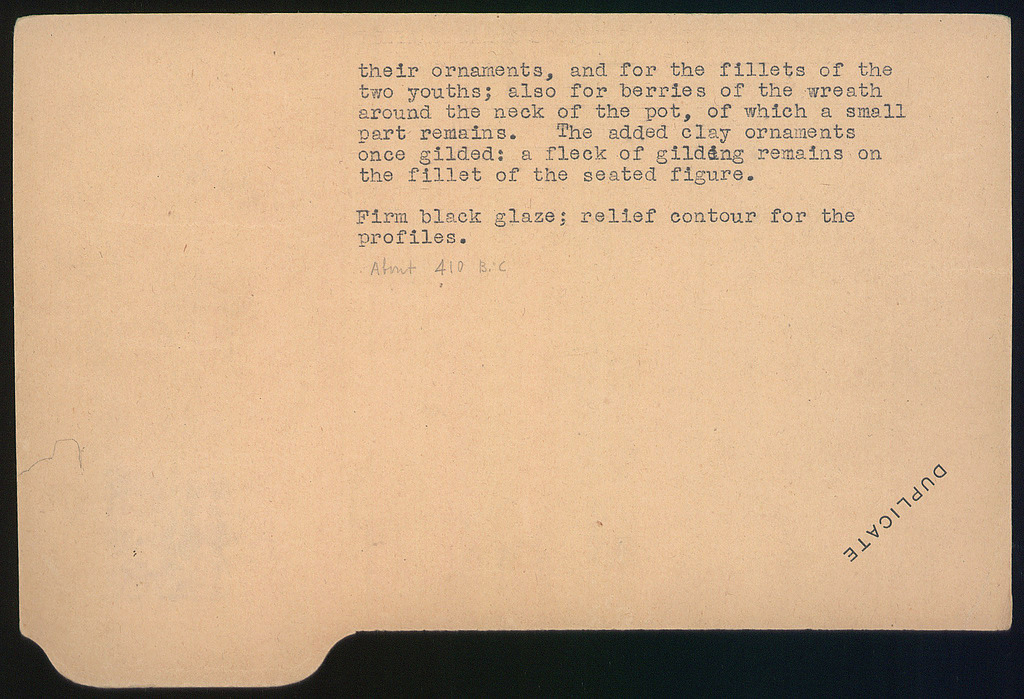 their ornaments, and for the fillets of the
two youths; also for berries of the wreath
around the neck of the pot, of which a small
part remains. The added clay ornaments
once gilded: a fleck of gilding remains on
the fillet of the seated figure.
Firm black glaze; relief contour for the
profiles.
About 410 B.C
DUPLICATE